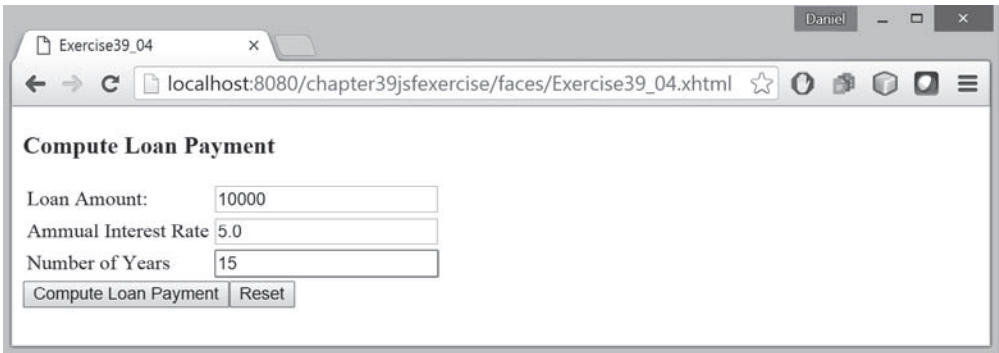 Daniel
Exercise39_04
localhost:8080/chapter39jsfexercise/faces/Exercise39_04.xhtml
Compute Loan Payment
Loan Amount: 10000
Ammual Interest Rate 5.0
Number of Years 15
Compute Loan Payment Reset